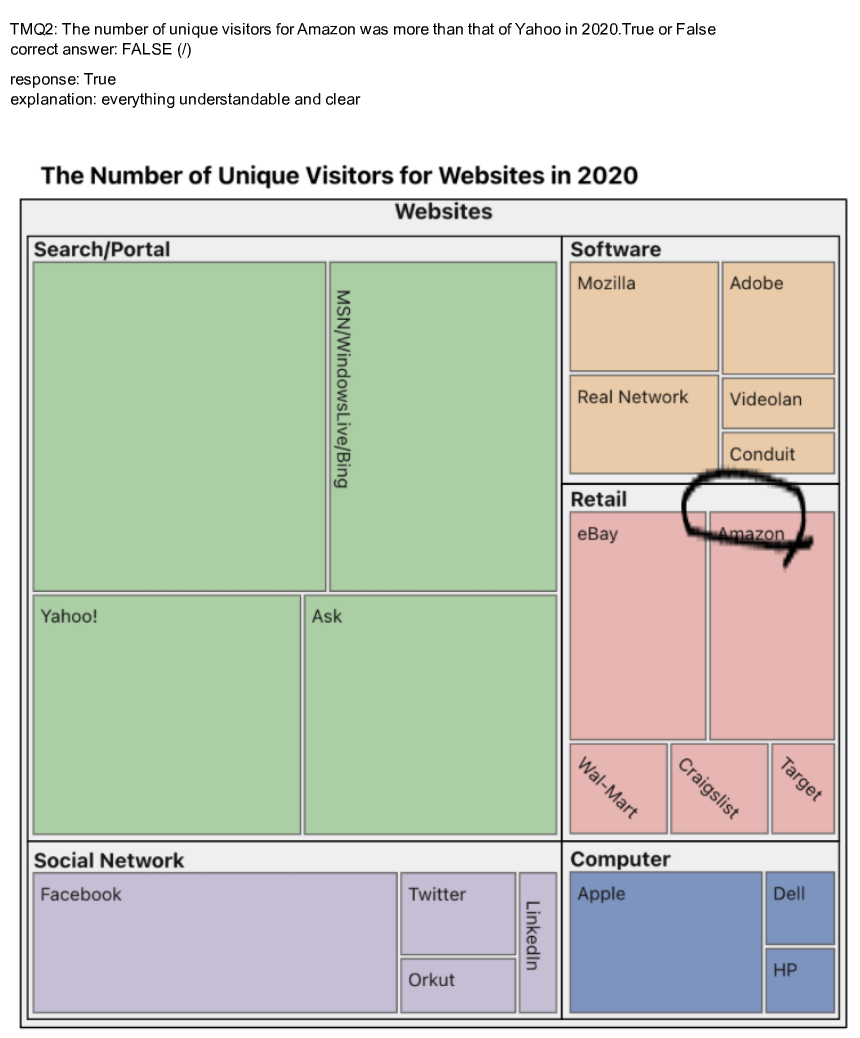 TMQ2: The number of unique visitors for Amazon was more than that of Yahoo in 2020.True or False
correct answer: FALSE (/)
response: True
explanation: everything understandable and clear
The Number of Unique Visitors for Websites in 2020
Websites
Search/Portal
MSN/WindowsLive/Bing
Yahoo!
Ask
Software
Mozilla
Adobe
Real Network
Videolan
Conduit
Retail
eBay
Amazon
Wal-Mart
Craigslist
Target
Social Network
Facebook
Twitter
LinkedIn
Orkut
Computer
Apple
Dell
HP